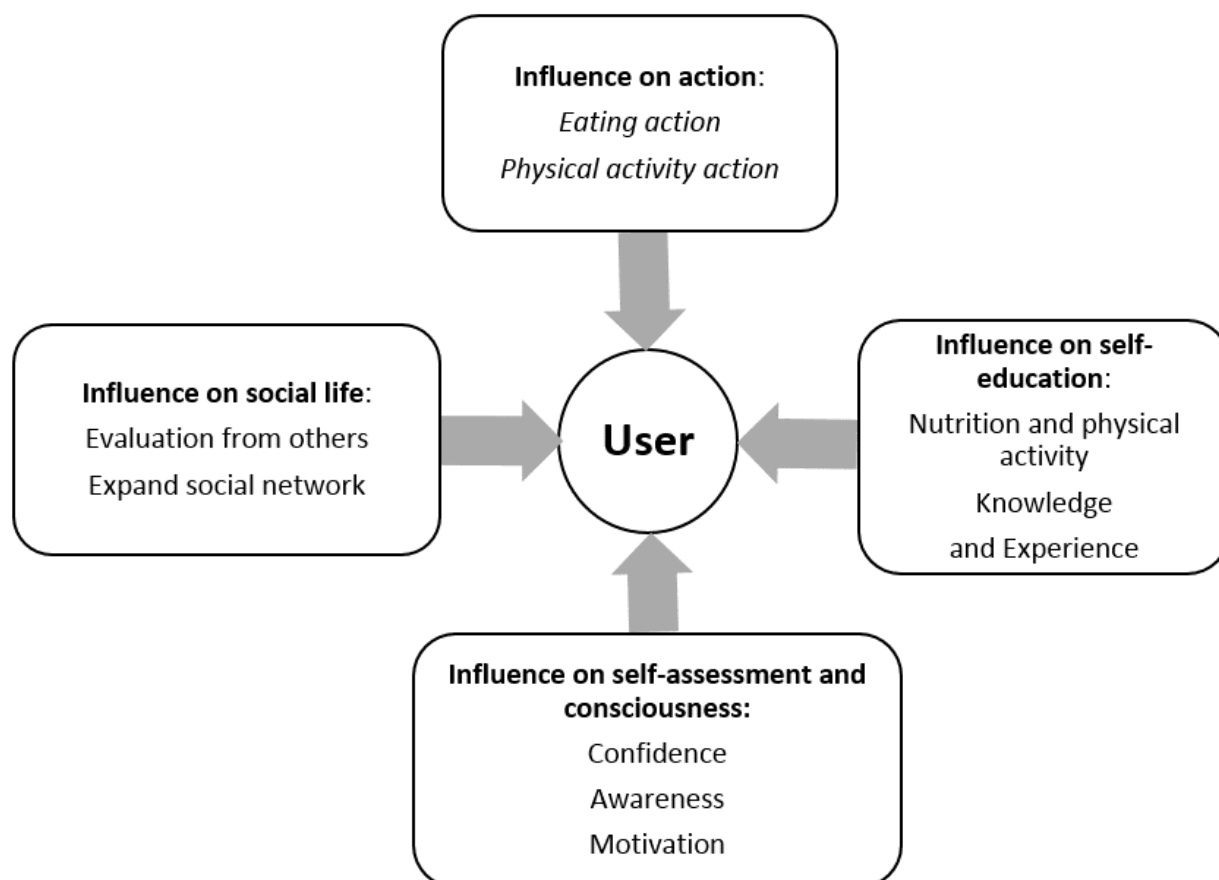 Influence on action:
Eating action
Physical activity action
Influence on social life:
Evaluation from others
Expand social network
User
Influence on self-
education:
Nutrition and physical
activity
Knowledge
and Experience
Influence on self-assessment and
consciousness:
Confidence
Awareness
Motivation